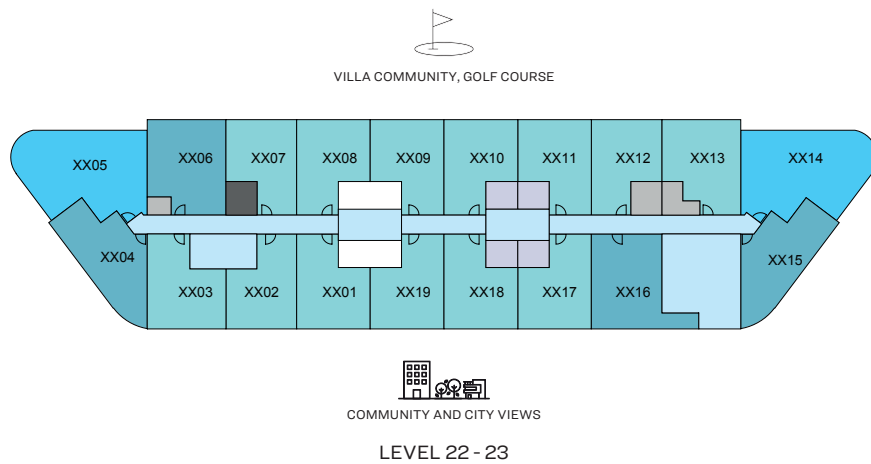 VILLA COMMUNITY, GOLF COURSE
XX05
XX06
XX07
XX08
XX09
XX10
XX11
XX12
XX13
XX14
XX04
XX03
XX02
XX01
XX19
XX18
XX17
XX16
XX15
COMMUNITY AND CITY VIEWS
LEVEL 22 - 23